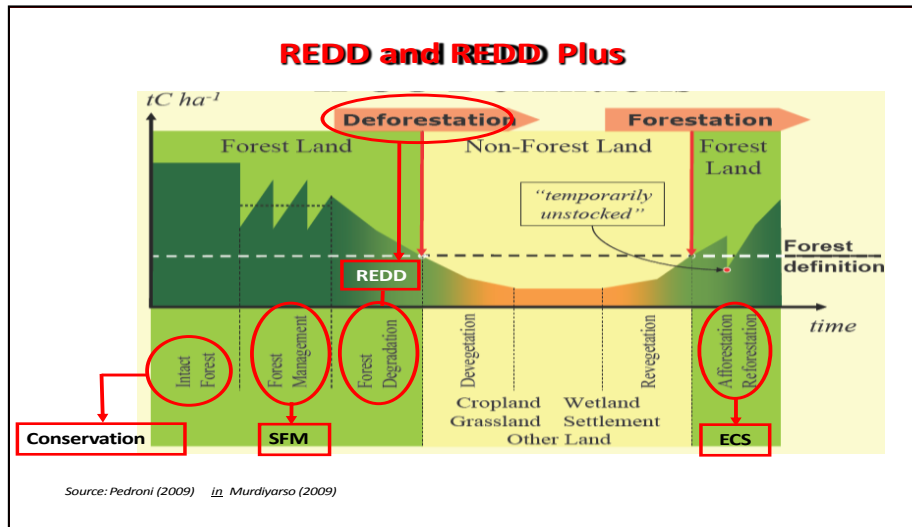 REDD and REDD Plus
tC ha⁻¹
Deforestation
Forestation
Forest Land
Non-Forest Land
Forest
Land
"temporarily
unstocked"
Forest
definition
REDD
time
Intact
Forest
Forest
Management
Forest
Degradation
Devegetation
Revegetation
Afforestation
Reforestation
Cropland Wetland
Grassland Settlement
Other Land
Conservation
SFM
ECS
Source: Pedroni (2009) in Murdiyarso (2009)